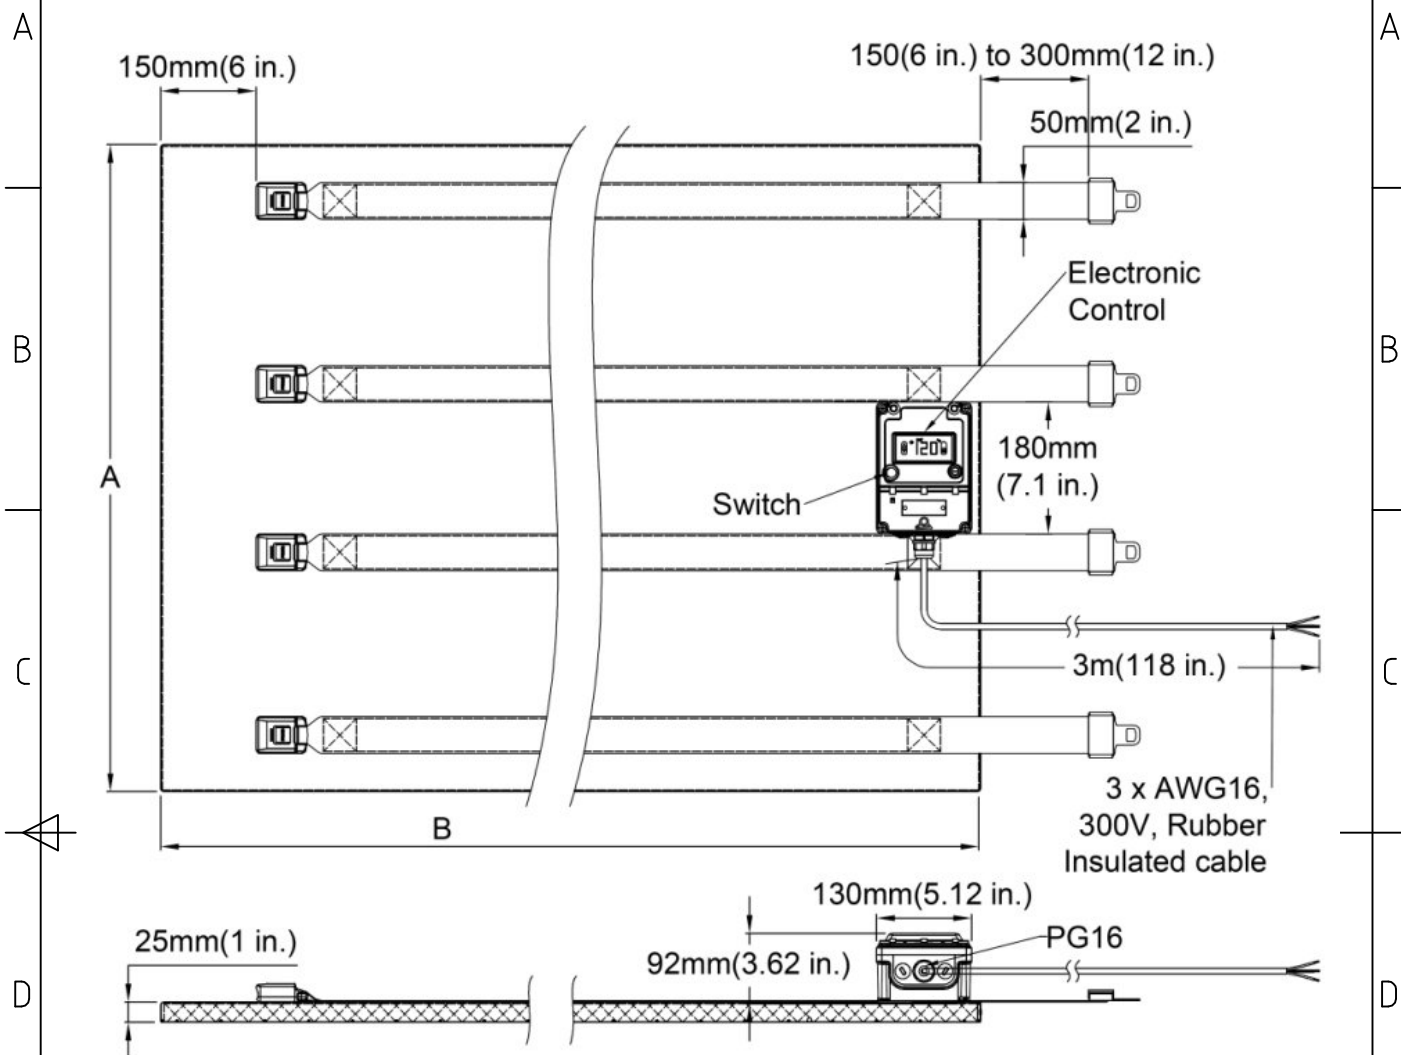 A
A
150mm(6 in.)
150(6 in.) to 300mm(12 in.)
50mm(2 in.)
Electronic
Control
B
B
180mm
(7.1 in.)
A
Switch
C
C
3m(118 in.)
3 x AWG16,
300V, Rubber
Insulated cable
B
130mm(5.12 in.)
25mm(1 in.)
92mm(3.62 in.)
PG16
D
D